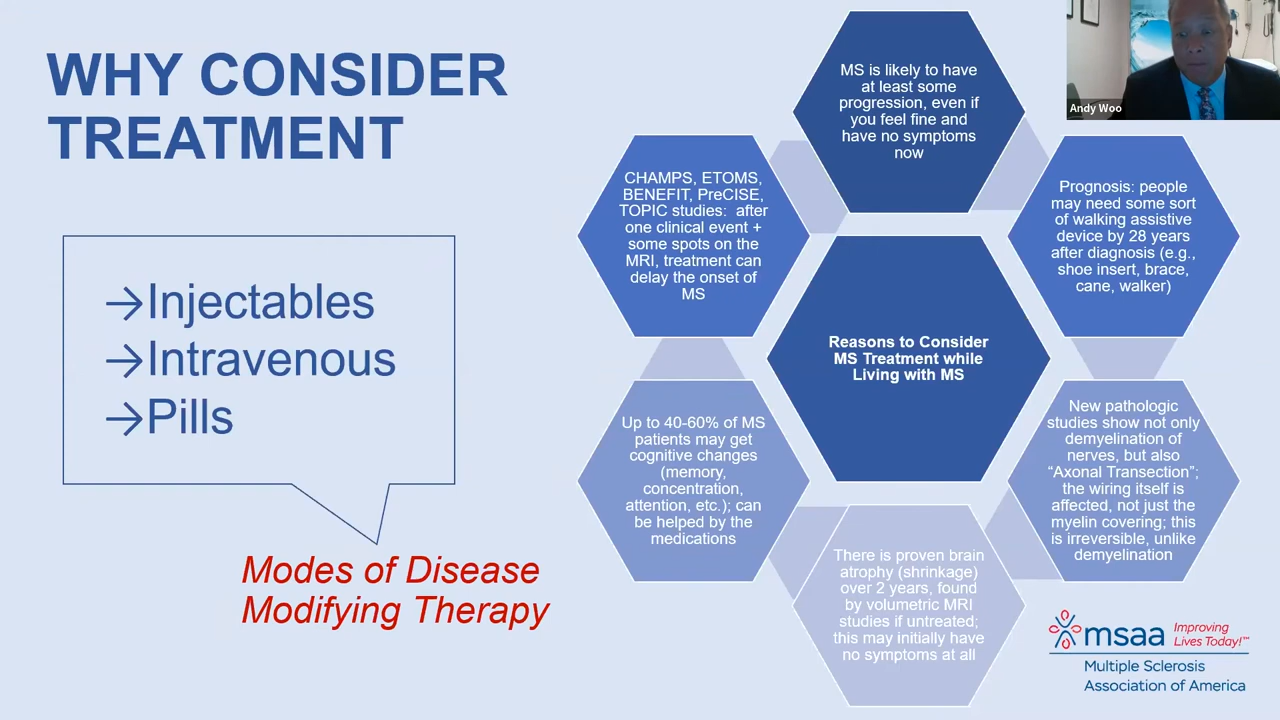 WHY CONSIDER
TREATMENT
→Injectables
→Intravenous
→Pills
Modes of Disease
Modifying Therapy
MS is likely to have
at least some
progression, even if
you feel fine and
have no symptoms
now
Prognosis: people
may need some sort
of walking assistive
device by 28 years
after diagnosis (e.g.,
shoe insert, brace,
cane, walker)
New pathologic
studies show not only
demyelination of
nerves, but also
“Axonal Transection”;
the wiring itself is
affected, not just the
myelin covering; this
is irreversible, unlike
demyelination
There is proven brain
atrophy (shrinkage)
over 2 years, found
by volumetric MRI
studies if untreated;
this may initially have
no symptoms at all
Up to 40-60% of MS
patients may get
cognitive changes
(memory,
concentration,
attention, etc.); can
be helped by the
medications
CHAMPS, ETOMS,
BENEFIT, PreCISE,
TOPIC studies: after
one clinical event +
some spots on the
MRI, treatment can
delay the onset of
MS
Reasons to Consider
MS Treatment while
Living with MS
Andy Woo
msaa
Improving
Lives Today!™
Multiple Sclerosis
Association of America